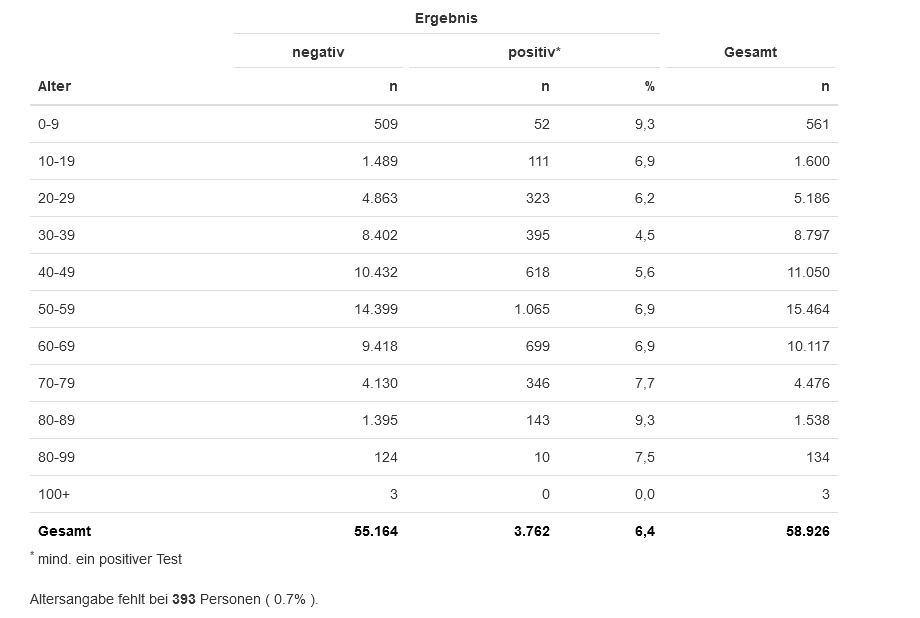 Ergebnis
negativ positiv* Gesamt
Alter n n % n
0-9 509 52 9,3 561
10-19 1.489 111 6,9 1.600
20-29 4.863 323 6,2 5.186
30-39 8.402 395 4,5 8.797
40-49 10.432 618 5,6 11.050
50-59 14.399 1.065 6,9 15.464
60-69 9.418 699 6,9 10.117
70-79 4.130 346 7,7 4.476
80-89 1.395 143 9,3 1.538
80-99 124 10 7,5 134
100+ 3 0 0,0 3
Gesamt 55.164 3.762 6,4 58.926
* mind. ein positiver Test
Altersangabe fehlt bei 393 Personen ( 0.7% ).